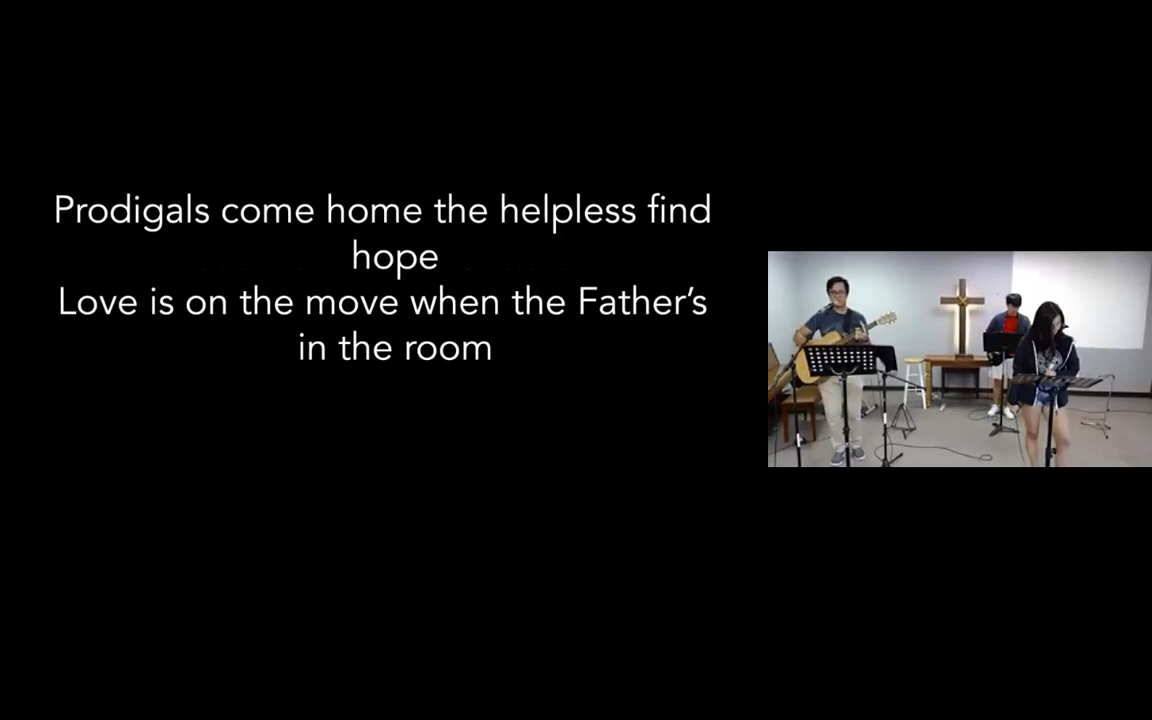 Prodigals come home the helpless find
hope
Love is on the move when the Father’s
in the room